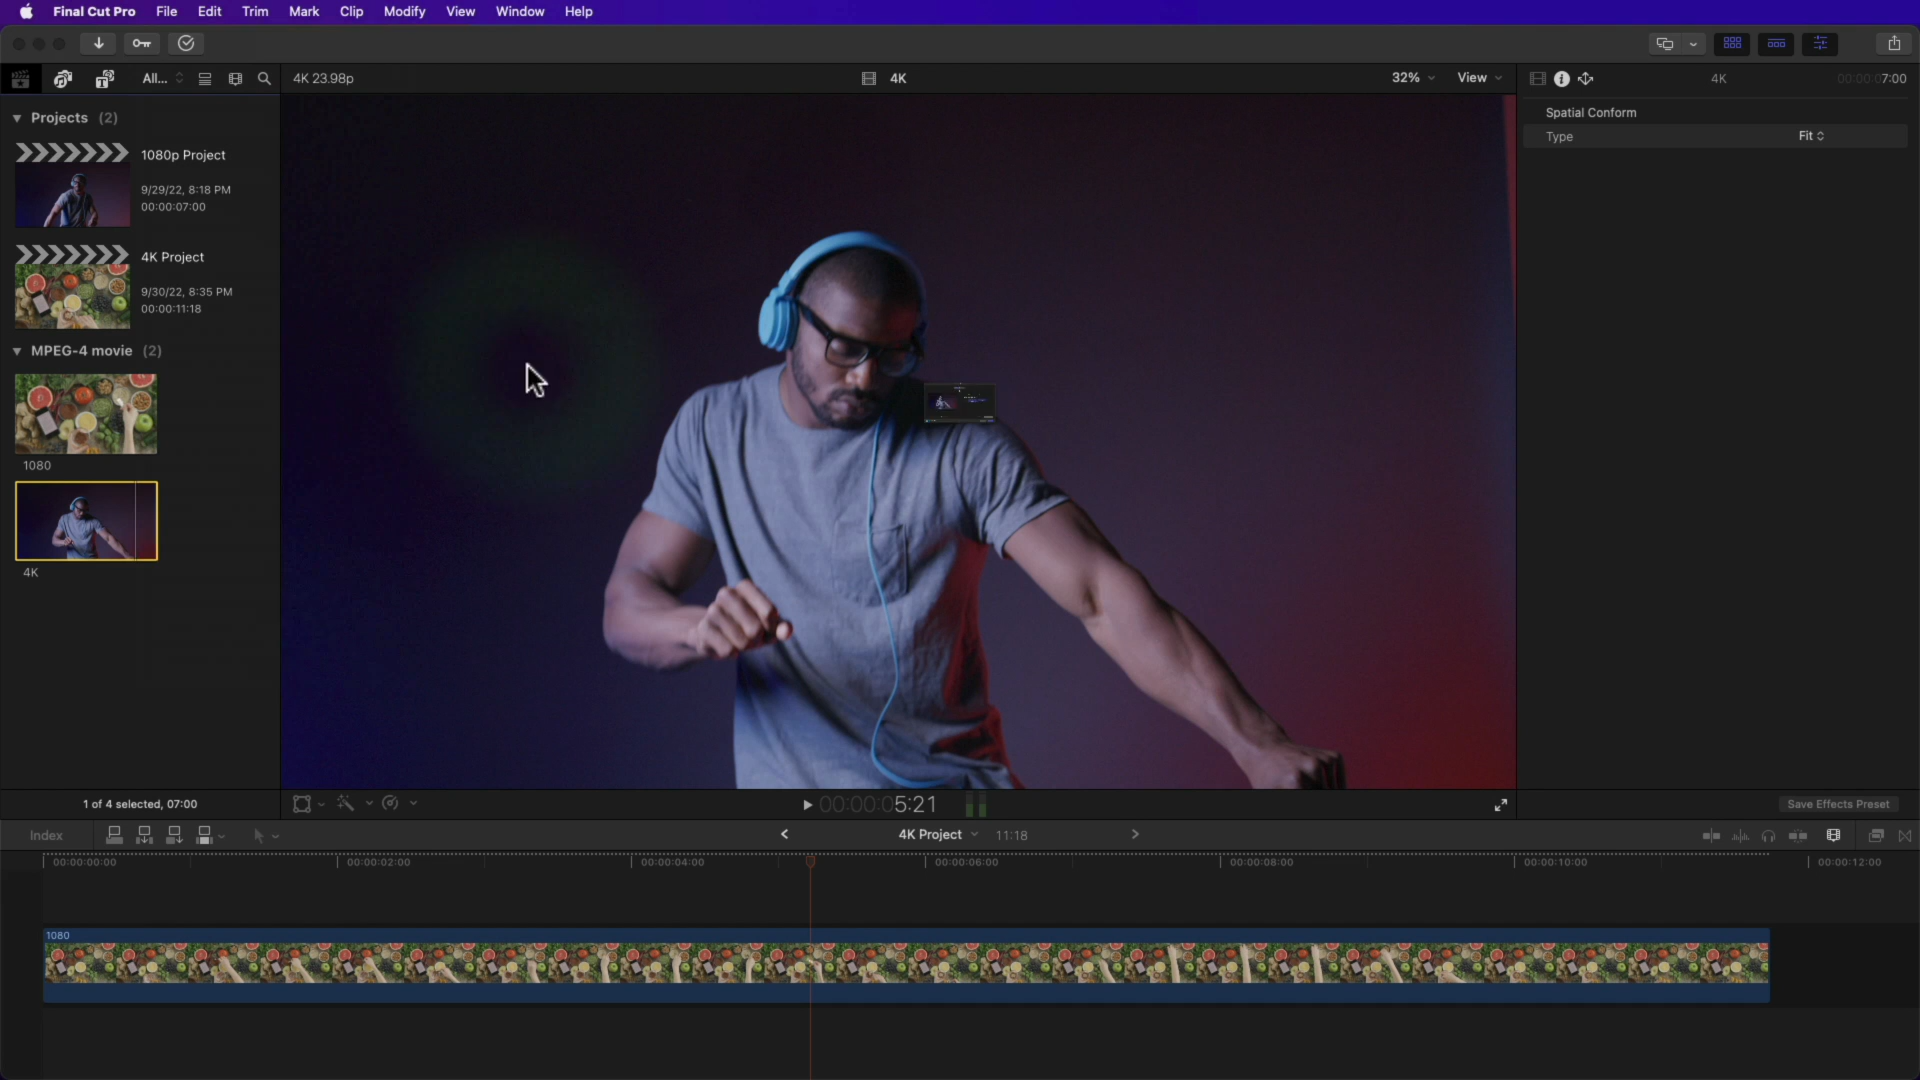 Final Cut Pro File Edit Trim Mark Clip Modify View Window Help
All... 4K 23.98p 4K 32% View 4K 00:00:07:00
Projects (2)
1080p Project
9/29/22, 8:18 PM
00:00:07:00
4K Project
9/30/22, 8:35 PM
00:00:11:18
MPEG-4 movie (2)
1080
4K
Spatial Conform
Type Fit
1 of 4 selected, 07:00 00:00:05:21 Save Effects Preset
Index 4K Project 11:18
00:00:00:00 00:00:02:00 00:00:04:00 00:00:06:00 00:00:08:00 00:00:10:00 00:00:12:00
1080